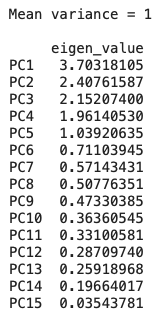 Mean variance = 1
eigen_value
PC1 3.70318105
PC2 2.40761587
PC3 2.15207400
PC4 1.96140530
PC5 1.03920635
PC6 0.71103945
PC7 0.57143431
PC8 0.50776351
PC9 0.47330385
PC10 0.36360545
PC11 0.33100581
PC12 0.28709740
PC13 0.25918968
PC14 0.19664017
PC15 0.03543781